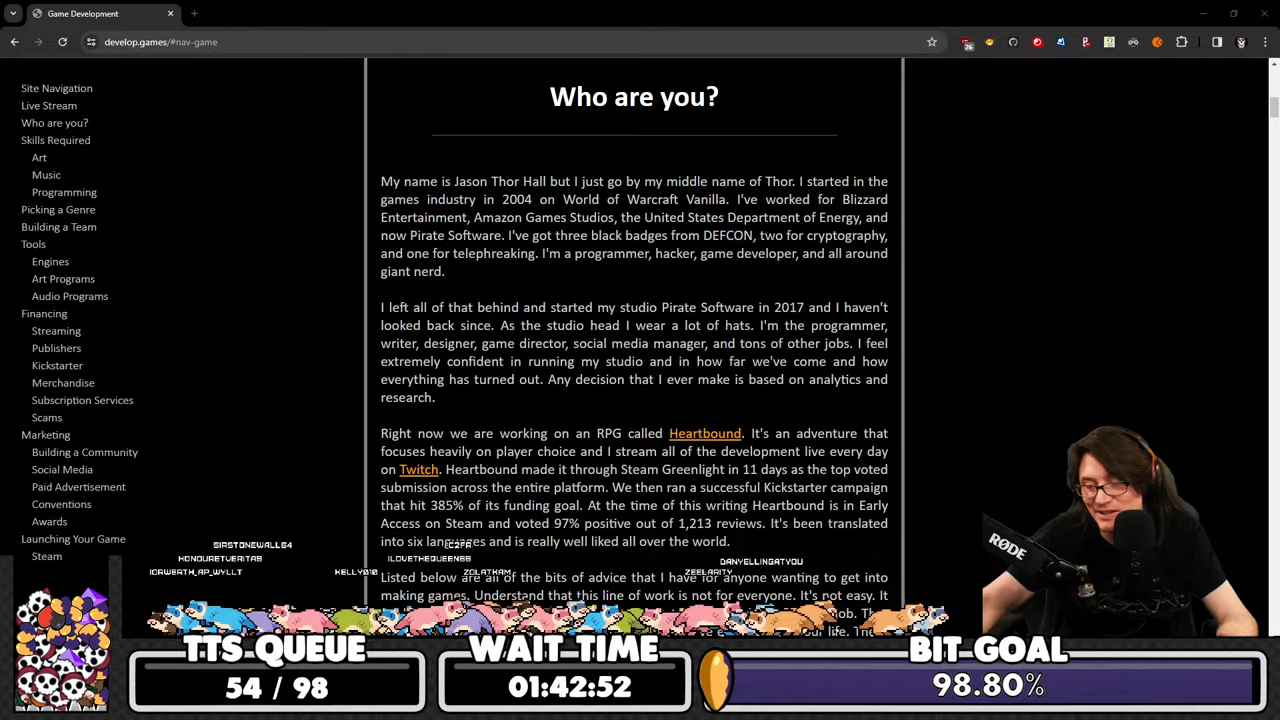 Game Development
develop.games/#nav-game
26
Site Navigation
Live Stream
Who are you?
Skills Required
Art
Music
Programming
Picking a Genre
Building a Team
Tools
Engines
Art Programs
Audio Programs
Financing
Streaming
Publishers
Kickstarter
Merchandise
Subscription Services
Scams
Marketing
Building a Community
Social Media
Paid Advertisement
Conventions
Awards
Launching Your Game
Steam
Who are you?
My name is Jason Thor Hall but I just go by my middle name of Thor. I started in the
games industry in 2004 on World of Warcraft Vanilla. I've worked for Blizzard
Entertainment, Amazon Games Studios, the United States Department of Energy, and
now Pirate Software. I've got three black badges from DEFCON, two for cryptography,
and one for telephreaking. I'm a programmer, hacker, game developer, and all around
giant nerd.
I left all of that behind and started my studio Pirate Software in 2017 and I haven't
looked back since. As the studio head I wear a lot of hats. I'm the programmer,
writer, designer, game director, social media manager, and tons of other jobs. I feel
extremely confident in running my studio and in how far we've come and how
everything has turned out. Any decision that I ever make is based on analytics and
research.
Right now we are working on an RPG called Heartbound. It's an adventure that
focuses heavily on player choice and I stream all of the development live every day
on Twitch. Heartbound made it through Steam Greenlight in 11 days as the top voted
submission across the entire platform. We then ran a successful Kickstarter campaign
that hit 385% of its funding goal. At the time of this writing Heartbound is in Early
Access on Steam and voted 97% positive out of 1,213 reviews. It's been translated
into six languages and is really well liked all over the world.
Listed below are all of the bits of advice that I have for anyone wanting to get into
making games. Understand that this line of work is not for everyone. It's not easy. It
SIRSTONEWALL64
HONOURETVERITAS
ILOVETHEQUEN88
DANYELLINGATYOU
IORWERTH_AP_WYLLT
KELLY010
ZOLATKAM
ZEELARITY
RØDE
TTS QUEUE
54 / 98
WAIT TIME
01:42:52
BIT GOAL
98.80%